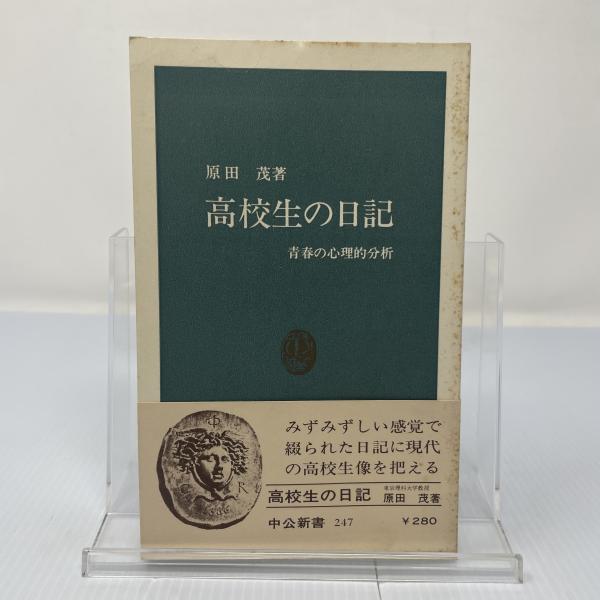 原田 茂著
高校生の日記
青春の心理的分析
みずみずしい感覚で
綴られた日記に現代
の高校生像を把える
高校生の日記
東京理科大学教授
原田 茂著
中公新書 247
￥280